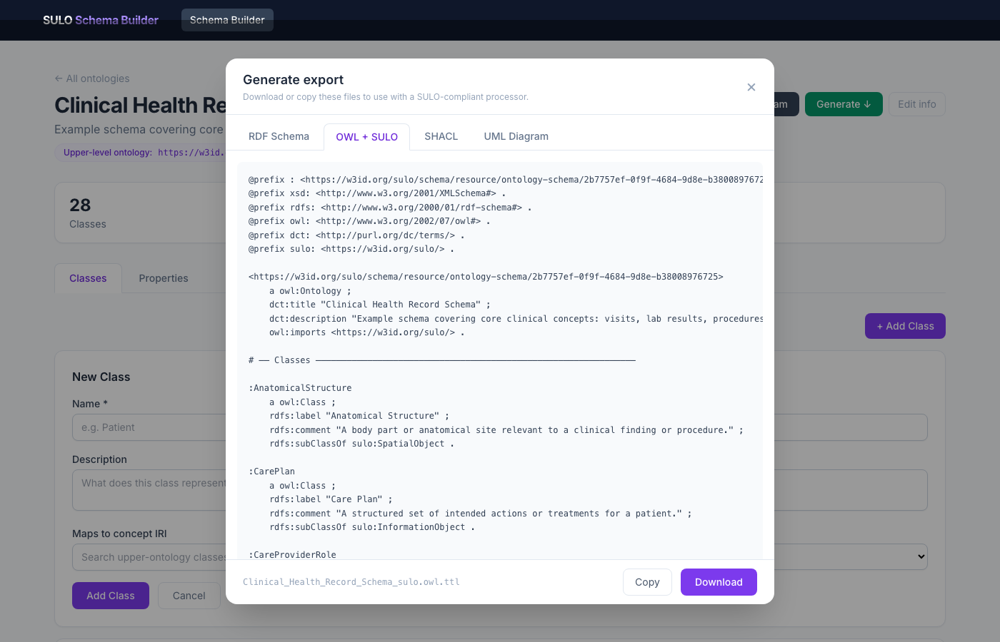 SULO Schema Builder
Schema Builder
← All ontologies
Clinical Health Re
Example schema covering core
Upper-level ontology: https://w3id.
am
Generate ↓
Edit info
28
Classes
Classes
Properties
+ Add Class
New Class
Name *
e.g. Patient
Description
What does this class represent
Maps to concept IRI
Search upper-ontology classes
Add Class
Cancel
Generate export
Download or copy these files to use with a SULO-compliant processor.
RDF Schema
OWL + SULO
SHACL
UML Diagram
@prefix : <https://w3id.org/sulo/schema/resource/ontology-schema/2b7757ef-0f9f-4684-9d8e-b3800897672
@prefix xsd: <http://www.w3.org/2001/XMLSchema#> .
@prefix rdfs: <http://www.w3.org/2000/01/rdf-schema#> .
@prefix owl: <http://www.w3.org/2002/07/owl#> .
@prefix dct: <http://purl.org/dc/terms/> .
@prefix sulo: <https://w3id.org/sulo/> .
<https://w3id.org/sulo/schema/resource/ontology-schema/2b7757ef-0f9f-4684-9d8e-b38008976725>
a owl:Ontology ;
dct:title "Clinical Health Record Schema" ;
dct:description "Example schema covering core clinical concepts: visits, lab results, procedures
owl:imports <https://w3id.org/sulo/> .
# —— Classes ——————————————————————————————
:AnatomicalStructure
a owl:Class ;
rdfs:label "Anatomical Structure" ;
rdfs:comment "A body part or anatomical site relevant to a clinical finding or procedure." ;
rdfs:subClassOf sulo:SpatialObject .
:CarePlan
a owl:Class ;
rdfs:label "Care Plan" ;
rdfs:comment "A structured set of intended actions or treatments for a patient." ;
rdfs:subClassOf sulo:InformationObject .
:CareProviderRole
Clinical_Health_Record_Schema_sulo.owl.ttl
Copy
Download